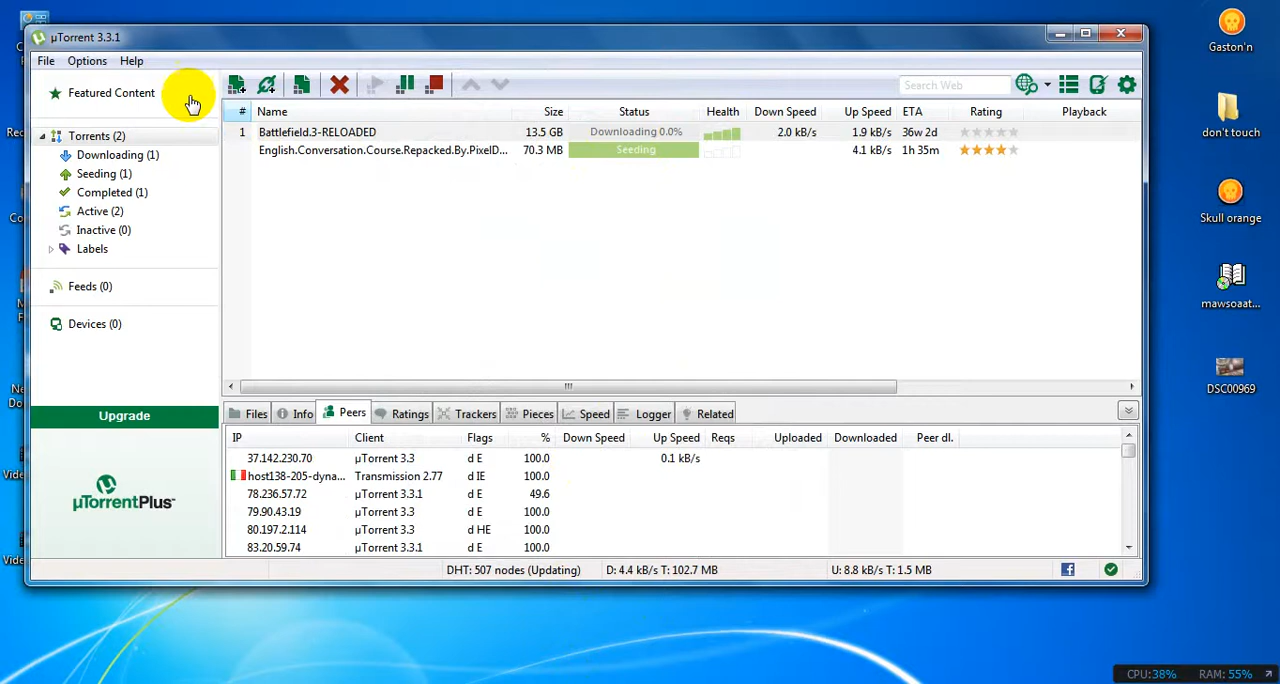 µTorrent 3.3.1
File Options Help
Featured Content
Search Web
Torrents (2)
Downloading (1)
Seeding (1)
Completed (1)
Active (2)
Inactive (0)
Labels
Feeds (0)
Devices (0)
Upgrade
µTorrentPlus
# Name Size Status Health Down Speed Up Speed ETA Rating Playback
1 Battlefield.3-RELOADED 13.5 GB Downloading 0.0% 2.0 kB/s 1.9 kB/s 36w 2d
English.Conversation.Course.Repacked.By.PixelD... 70.3 MB Seeding 4.1 kB/s 1h 35m
Files Info Peers Ratings Trackers Pieces Speed Logger Related
IP Client Flags % Down Speed Up Speed Reqs Uploaded Downloaded Peer dl.
37.142.230.70 µTorrent 3.3 d E 100.0 0.1 kB/s
host138-205-dyna... Transmission 2.77 d IE 100.0
78.236.57.72 µTorrent 3.3.1 d E 49.6
79.90.43.19 µTorrent 3.3 d E 100.0
80.197.2.114 µTorrent 3.3 d HE 100.0
83.20.59.74 µTorrent 3.3.1 d E 100.0
DHT: 507 nodes (Updating) D: 4.4 kB/s T: 102.7 MB U: 8.8 kB/s T: 1.5 MB
Gaston'n
don't touch
Skull orange
mawsoaat...
DSC00969
CPU:38% RAM: 55%